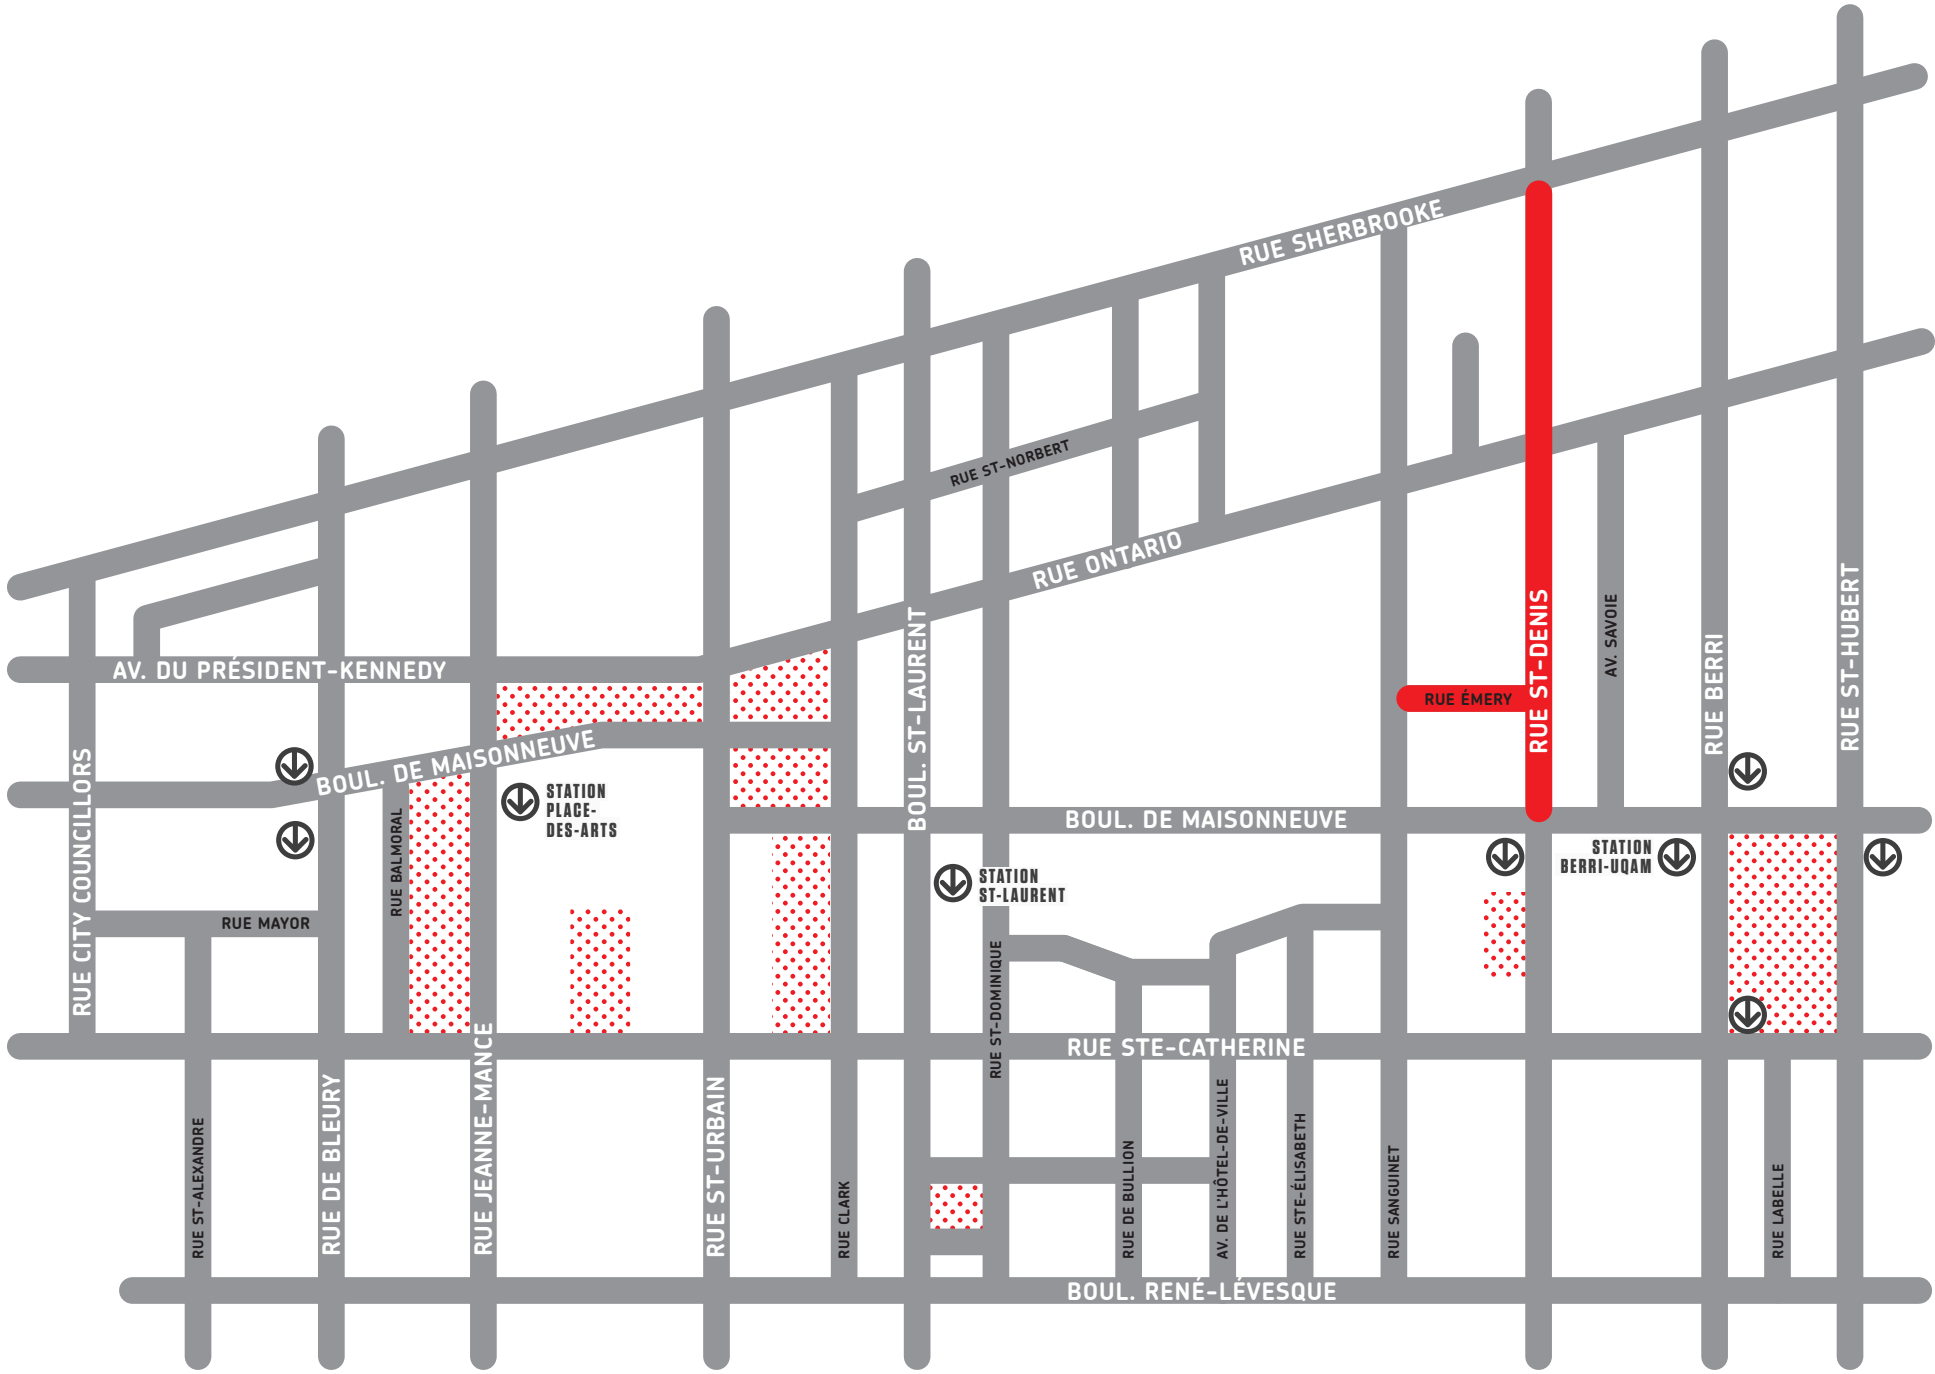 RUE SHERBROOKE
RUE ST-NORBERT
RUE ONTARIO
AV. DU PRÉSIDENT-KENNEDY
RUE ST-DENIS
AV. SAVOIE
RUE BERRI
RUE ST-HUBERT
RUE ÉMERY
BOUL. ST-LAURENT
BOUL. DE MAISONNEUVE
RUE CITY COUNCILLORS
STATION
PLACE-
DES-ARTS
RUE BALMORAL
BOUL. DE MAISONNEUVE
STATION
BERRI-UQAM
STATION
ST-LAURENT
RUE MAYOR
RUE ST-DOMINIQUE
RUE STE-CATHERINE
RUE ST-ALEXANDRE
RUE DE BLEURY
RUE JEANNE-MANCE
RUE ST-URBAIN
RUE CLARK
RUE DE BULLION
AV. DE L'HÔTEL-DE-VILLE
RUE STE-ÉLISABETH
RUE SANGUINET
RUE LABELLE
BOUL. RENÉ-LÉVESQUE